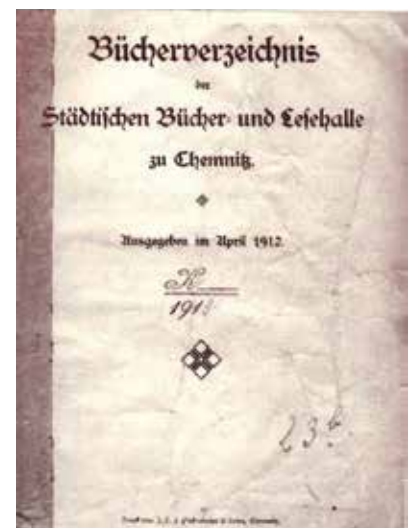 Bücherverzeichnis
der
Städtischen Bücher- und Lesehalle
zu Chemnitz.
Ausgegeben im April 1912.
K
191
23